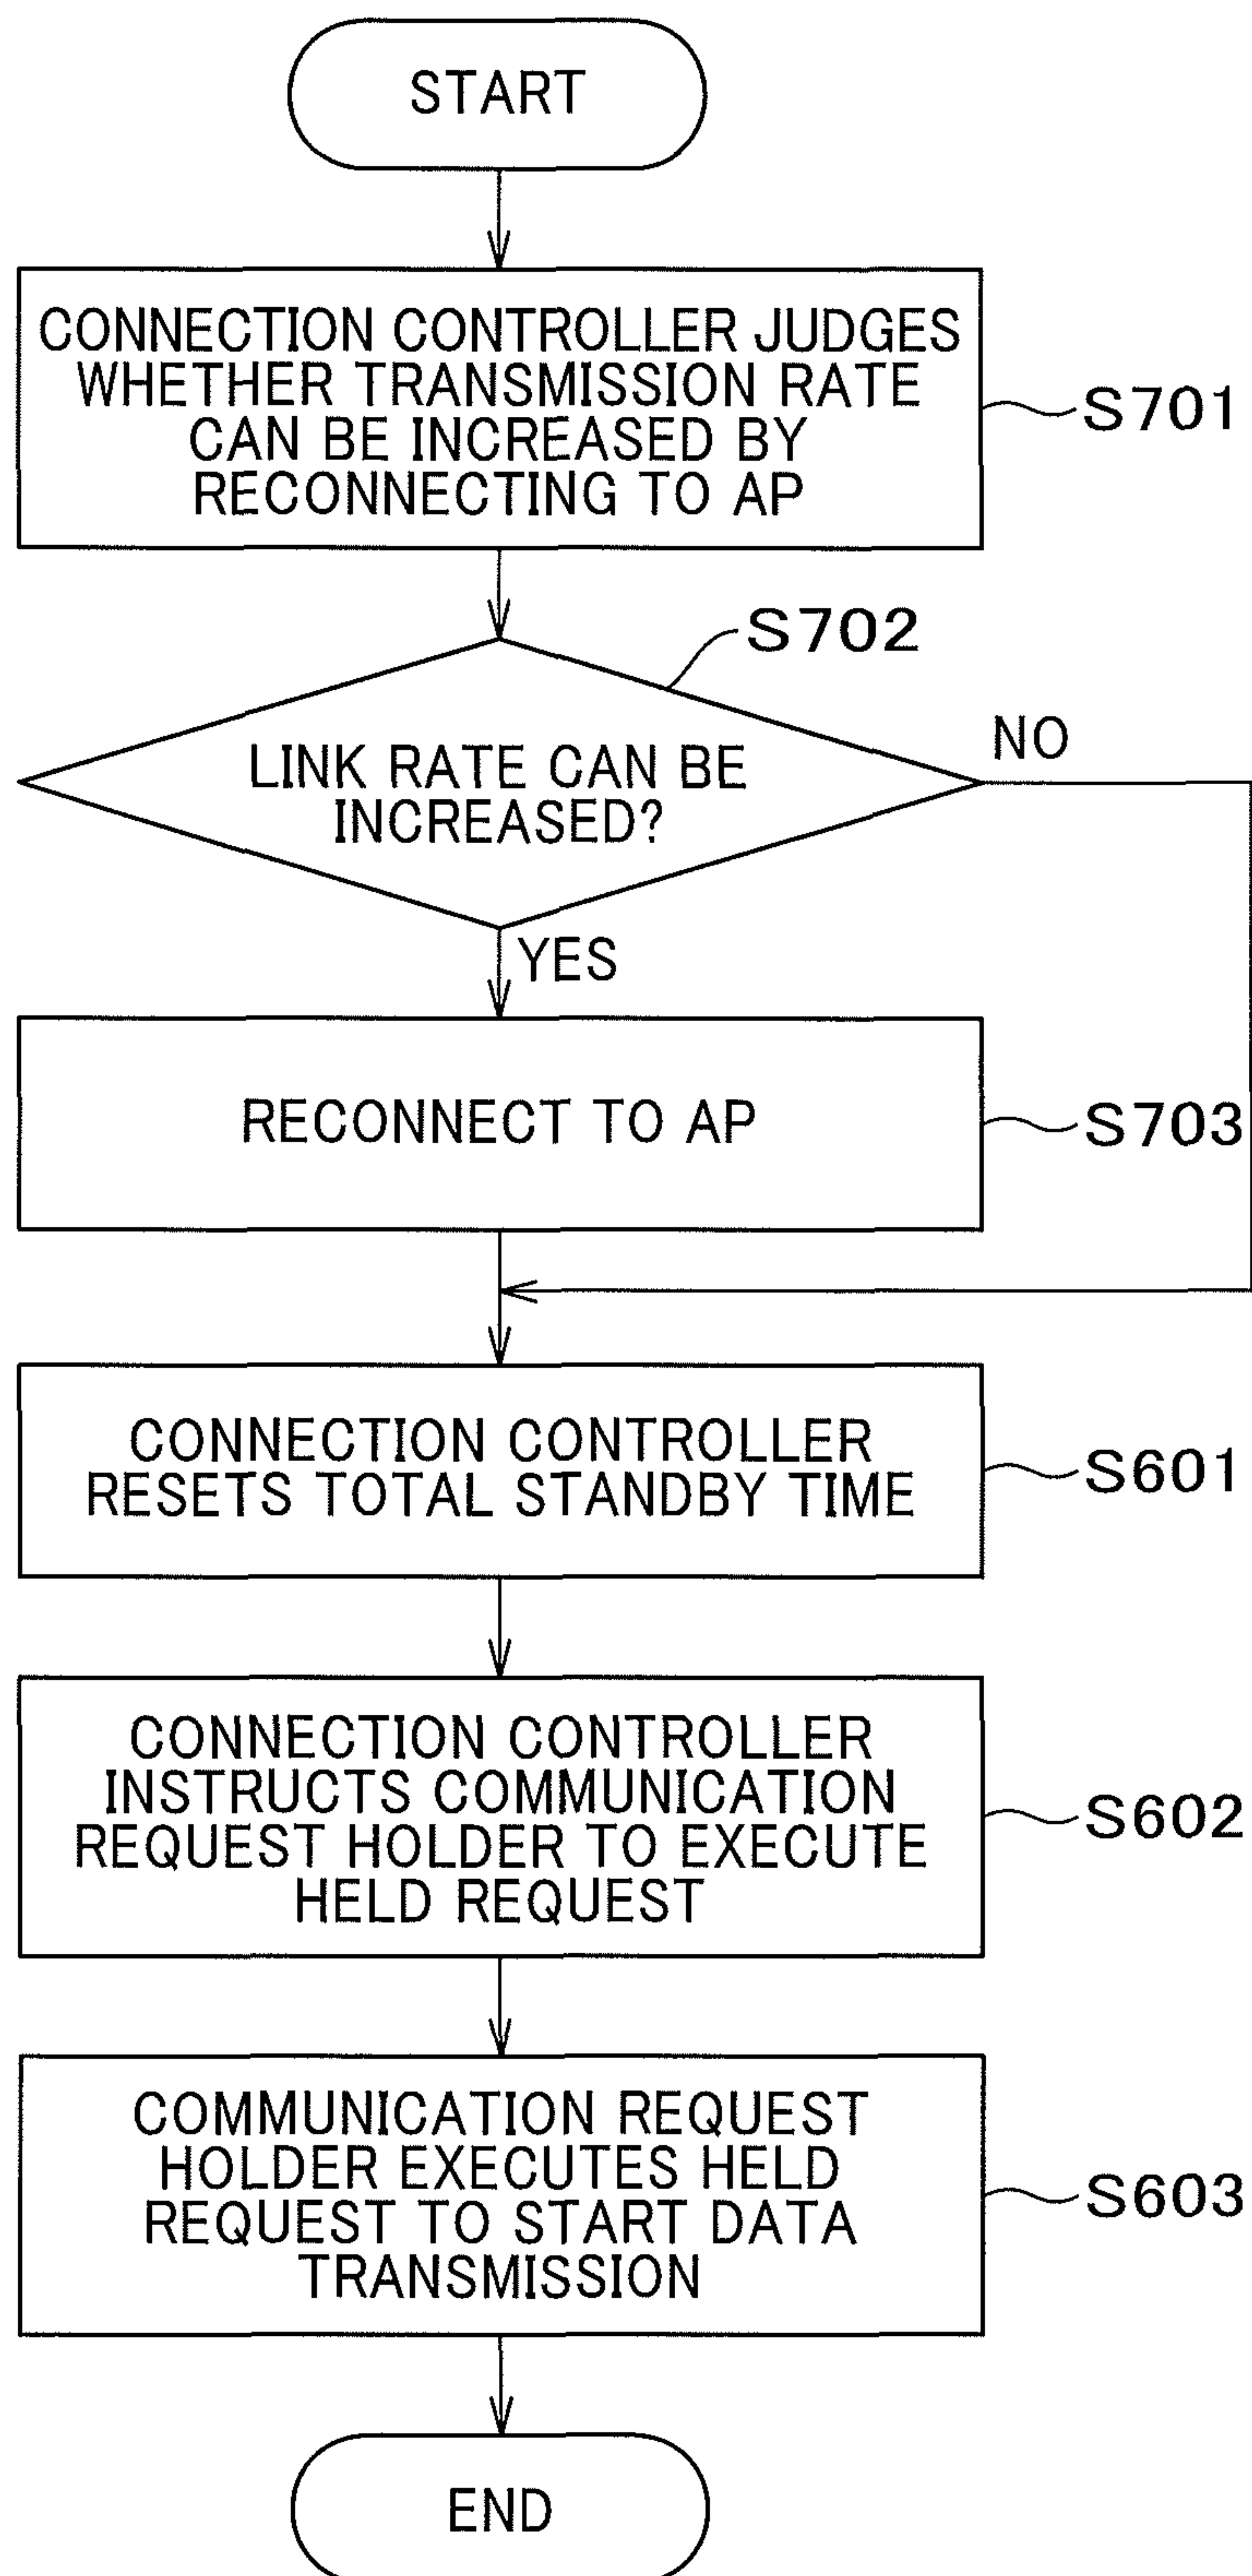 START
CONNECTION CONTROLLER JUDGES
WHETHER TRANSMISSION RATE
CAN BE INCREASED BY
RECONNECTING TO AP
S701
S702
LINK RATE CAN BE
INCREASED?
NO
YES
RECONNECT TO AP
S703
CONNECTION CONTROLLER
RESETS TOTAL STANDBY TIME
S601
CONNECTION CONTROLLER
INSTRUCTS COMMUNICATION
REQUEST HOLDER TO EXECUTE
HELD REQUEST
S602
COMMUNICATION REQUEST
HOLDER EXECUTES HELD
REQUEST TO START DATA
TRANSMISSION
S603
END